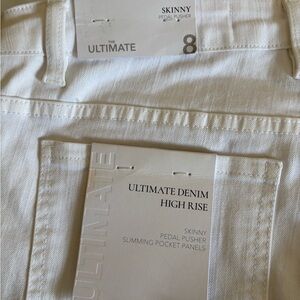 SKINNY
PEDAL PUSHER
THE
ULTIMATE
8
ULTIMATE
ULTIMATE DENIM
HIGH RISE
SKINNY
PEDAL PUSHER
SLIMMING POCKET PANELS